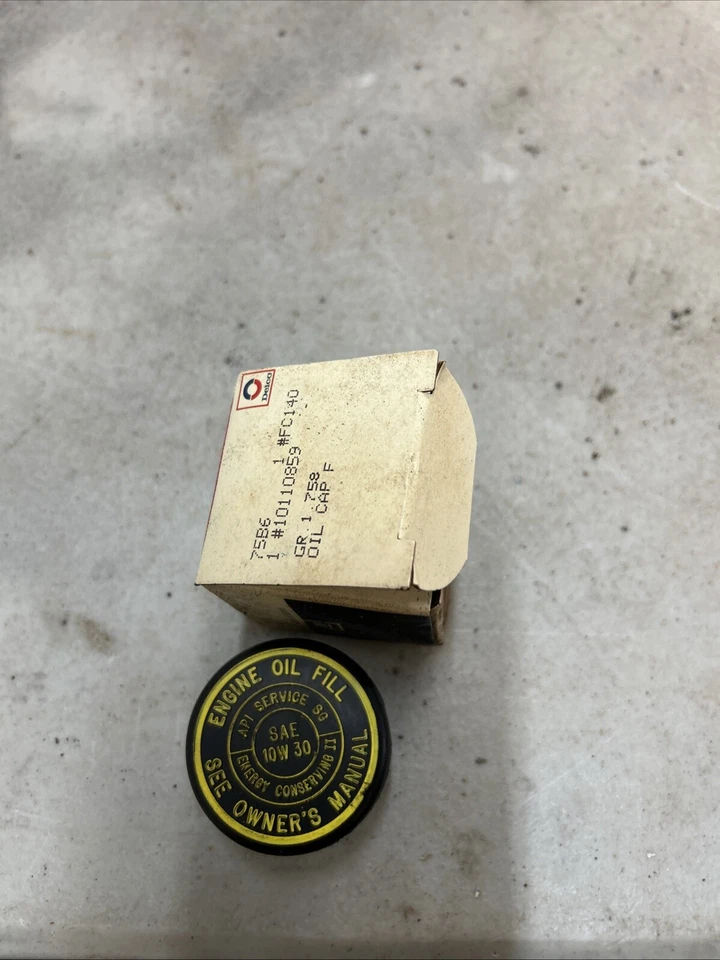 Delco
75B6
1 #10110859 1 #FC140
GR 1.758
OIL CAP F
ENGINE OIL FILL
API SERVICE SG
SAE
10W 30
ENERGY CONSERVING II
SEE OWNER'S MANUAL